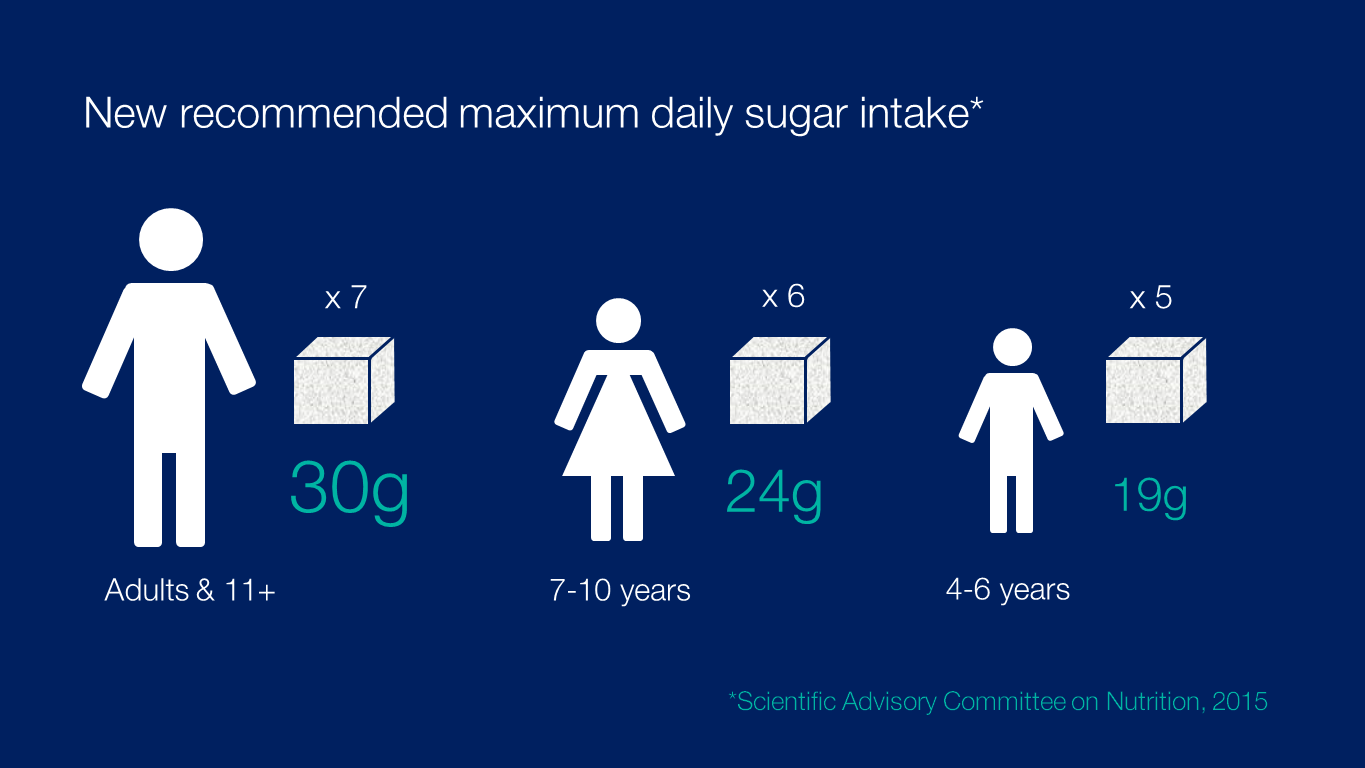 New recommended maximum daily sugar intake*
x 7
30g
Adults & 11+
x 6
24g
7-10 years
x 5
19g
4-6 years
*Scientific Advisory Committee on Nutrition, 2015